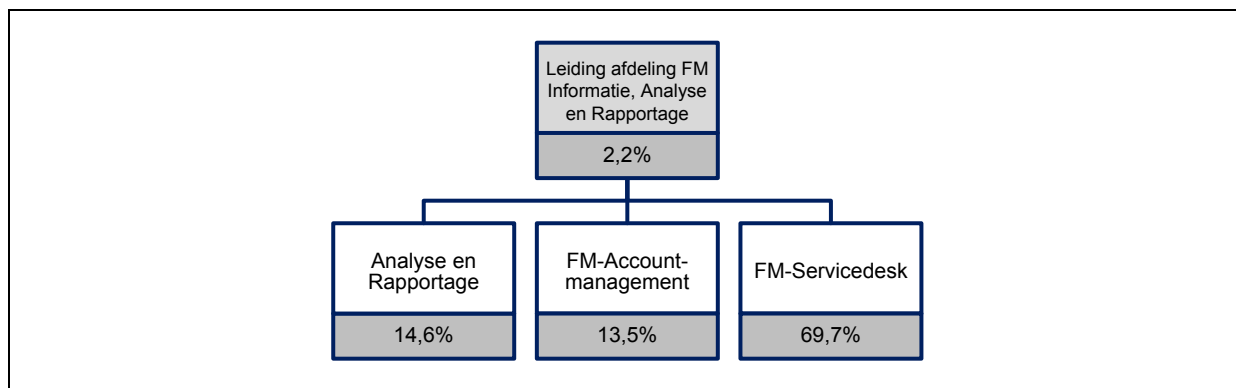 Leiding afdeling FM
Informatie, Analyse
en Rapportage
2,2%
Analyse en
Rapportage
14,6%
FM-Account-
management
13,5%
FM-Servicedesk
69,7%